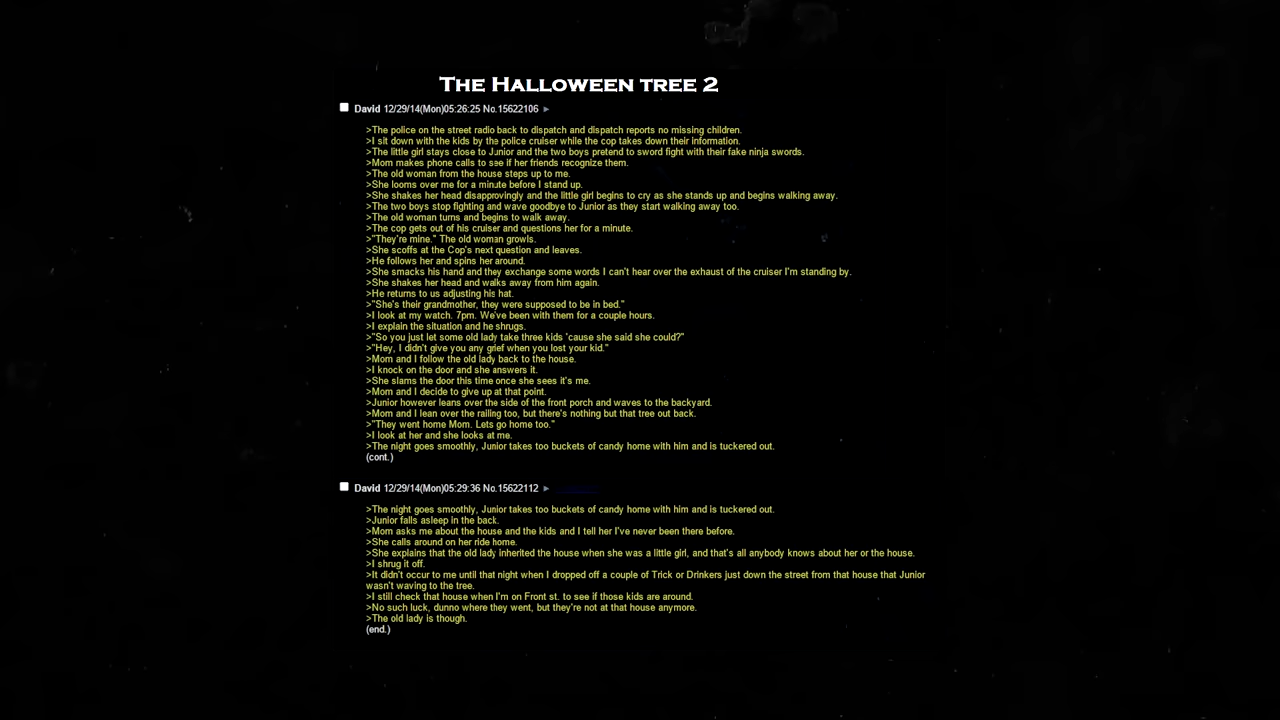 The Halloween tree 2
David 12/29/14(Mon)05:26:25 No.15622106 ►
>The police on the street radio back to dispatch and dispatch reports no missing children.
>I sit down with the kids by the police cruiser while the cop takes down their information.
>The little girl stays close to Junior and the two boys pretend to sword fight with their fake ninja swords.
>Mom makes phone calls to see if her friends recognize them.
>The old woman from the house steps up to me.
>She looms over me for a minute before I stand up.
>She shakes her head disapprovingly and the little girl begins to cry as she stands up and begins walking away.
>The two boys stop fighting and wave goodbye to Junior as they start walking away too.
>The old woman turns and begins to walk away.
>The cop gets out of his cruiser and questions her for a minute.
>"They're mine." The old woman growls.
>She scoffs at the Cop's next question and leaves.
>He follows her and spins her around.
>She smacks his hand and they exchange some words I can't hear over the exhaust of the cruiser I'm standing by.
>She shakes her head and walks away from him again.
>He returns to us adjusting his hat.
>"She's their grandmother, they were supposed to be in bed."
>I look at my watch. 7pm. We've been with them for a couple hours.
>I explain the situation and he shrugs.
>"So you just let some old lady take three kids 'cause she said she could?"
>"Hey, I didn't give you any grief when you lost your kid."
>Mom and I follow the old lady back to the house.
>I knock on the door and she answers it.
>She slams the door this time once she sees it's me.
>Mom and I decide to give up at that point.
>Junior however leans over the side of the front porch and waves to the backyard.
>Mom and I lean over the railing too, but there's nothing but that tree out back.
>"They went home Mom. Lets go home too."
>I look at her and she looks at me.
>The night goes smoothly, Junior takes too buckets of candy home with him and is tuckered out.
(cont.)
David 12/29/14(Mon)05:29:36 No.15622112 ►
>The night goes smoothly, Junior takes too buckets of candy home with him and is tuckered out.
>Junior falls asleep in the back.
>Mom asks me about the house and the kids and I tell her I've never been there before.
>She calls around on her ride home.
>She explains that the old lady inherited the house when she was a little girl, and that's all anybody knows about her or the house.
>I shrug it off.
>It didn't occur to me until that night when I dropped off a couple of Trick or Drinkers just down the street from that house that Junior
wasn't waving to the tree.
>I still check that house when I'm on Front st. to see if those kids are around.
>No such luck, dunno where they went, but they're not at that house anymore.
>The old lady is though.
(end.)